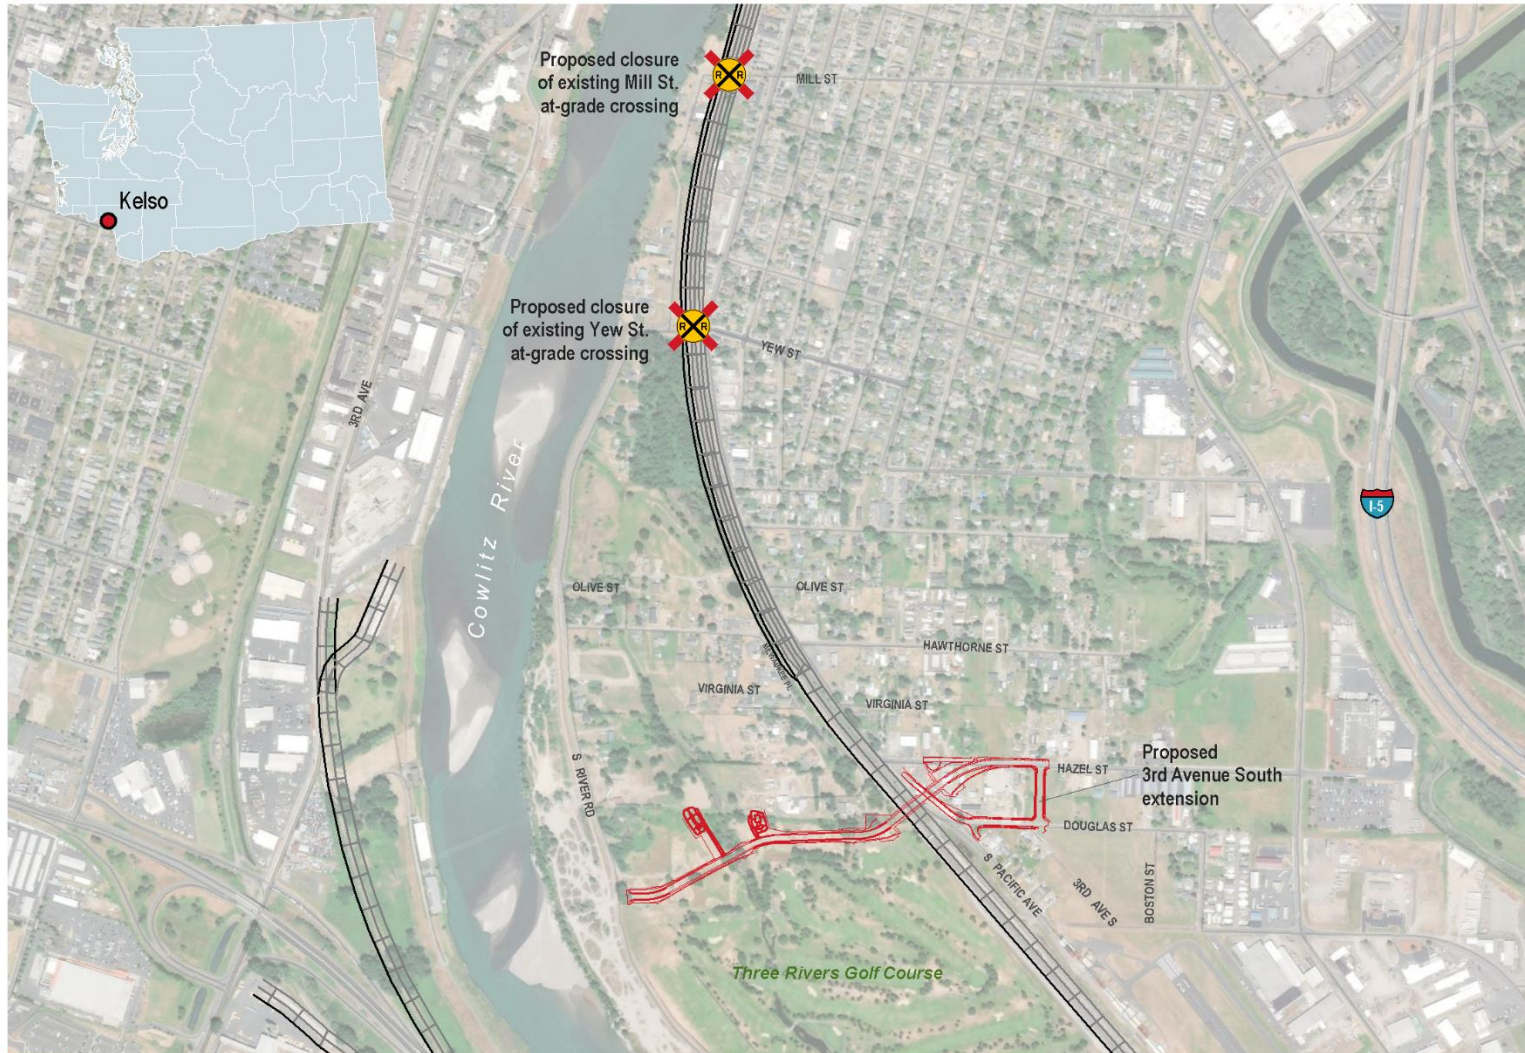 Proposed closure
of existing Mill St.
at-grade crossing
R R
MILL ST
Kelso
Proposed closure
of existing Yew St.
at-grade crossing
R R
YEW ST
3RD AVE
Cowlitz River
I-5
OLIVE ST
OLIVE ST
HAWTHORNE ST
VIRGINIA ST
VIRGINIA ST
S RIVER RD
HAZEL ST
Proposed
3rd Avenue South
extension
DOUGLAS ST
S PACIFIC AVE
3RD AVE S
BOSTON ST
Three Rivers Golf Course